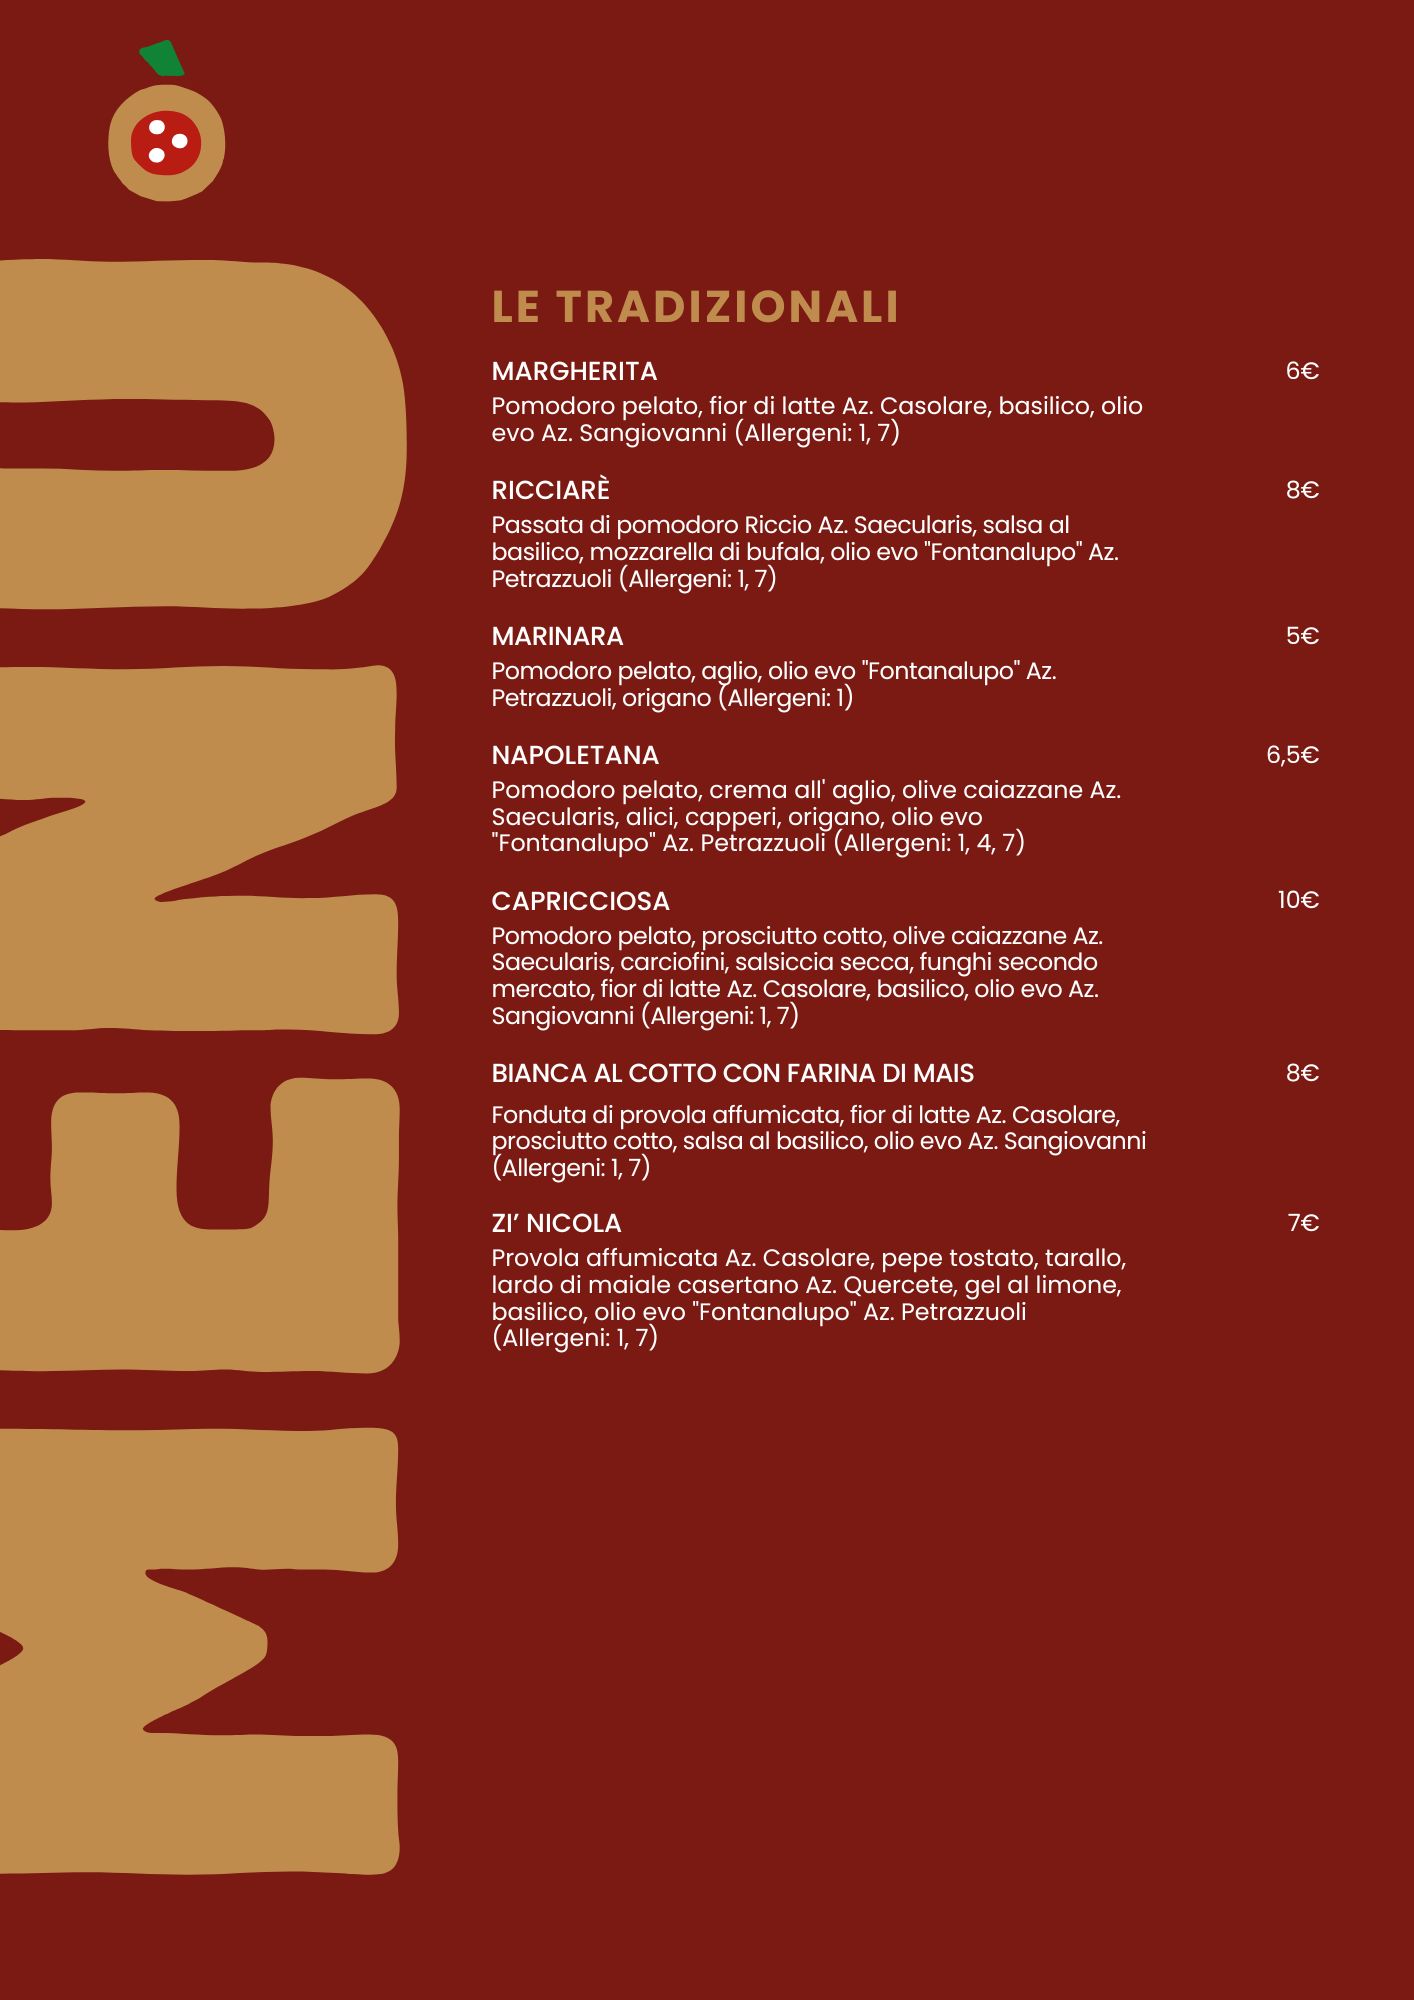 MENU
LE TRADIZIONALI
MARGHERITA 6€
Pomodoro pelato, fior di latte Az. Casolare, basilico, olio
evo Az. Sangiovanni (Allergeni: 1, 7)
RICCIARÈ 8€
Passata di pomodoro Riccio Az. Saecularis, salsa al
basilico, mozzarella di bufala, olio evo "Fontanalupo" Az.
Petrazzuoli (Allergeni: 1, 7)
MARINARA 5€
Pomodoro pelato, aglio, olio evo "Fontanalupo" Az.
Petrazzuoli, origano (Allergeni: 1)
NAPOLETANA 6,5€
Pomodoro pelato, crema all' aglio, olive caiazzane Az.
Saecularis, alici, capperi, origano, olio evo
"Fontanalupo" Az. Petrazzuoli (Allergeni: 1, 4, 7)
CAPRICCIOSA 10€
Pomodoro pelato, prosciutto cotto, olive caiazzane Az.
Saecularis, carciofini, salsiccia secca, funghi secondo
mercato, fior di latte Az. Casolare, basilico, olio evo Az.
Sangiovanni (Allergeni: 1, 7)
BIANCA AL COTTO CON FARINA DI MAIS 8€
Fonduta di provola affumicata, fior di latte Az. Casolare,
prosciutto cotto, salsa al basilico, olio evo Az. Sangiovanni
(Allergeni: 1, 7)
ZI’ NICOLA 7€
Provola affumicata Az. Casolare, pepe tostato, tarallo,
lardo di maiale casertano Az. Quercete, gel al limone,
basilico, olio evo "Fontanalupo" Az. Petrazzuoli
(Allergeni: 1, 7)